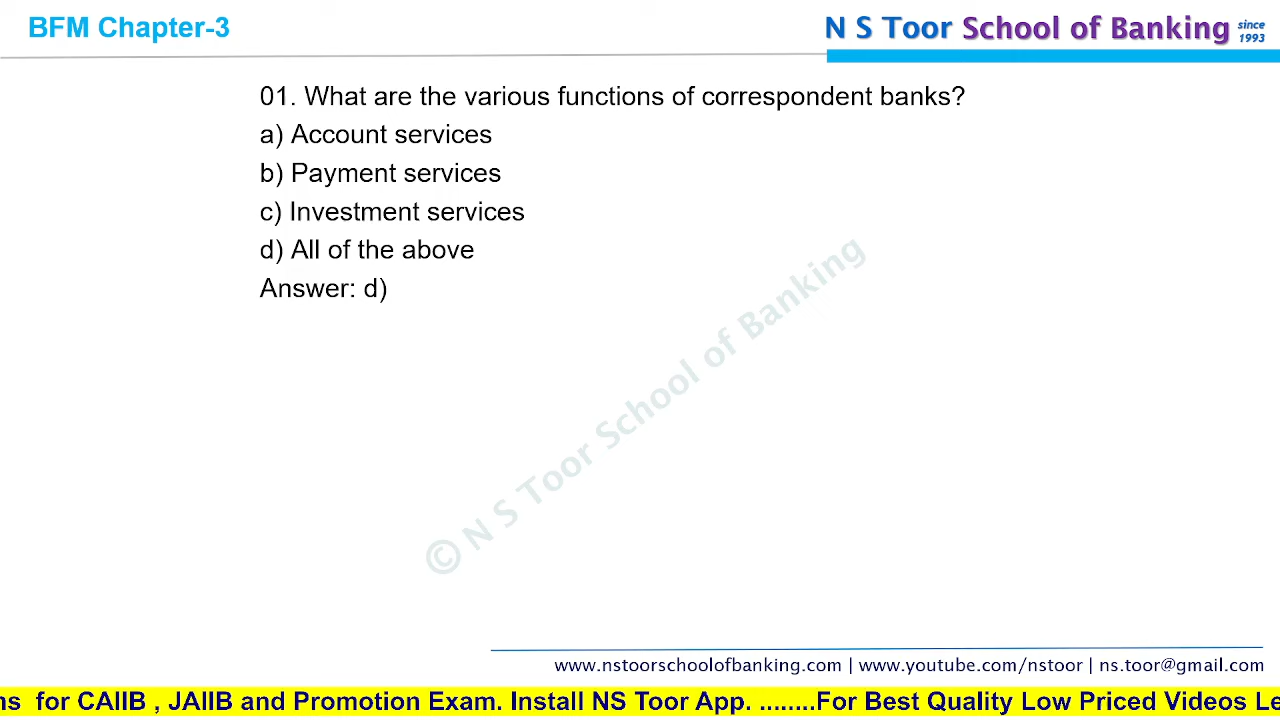 BFM Chapter-3
N S Toor School of Banking since 1993
01. What are the various functions of correspondent banks?
a) Account services
b) Payment services
c) Investment services
d) All of the above
Answer: d)
© N S Toor School of Banking
www.nstoorschoolofbanking.com | www.youtube.com/nstoor | ns.toor@gmail.com
for CAIIB , JAIIB and Promotion Exam. Install NS Toor App. ........For Best Quality Low Priced Videos